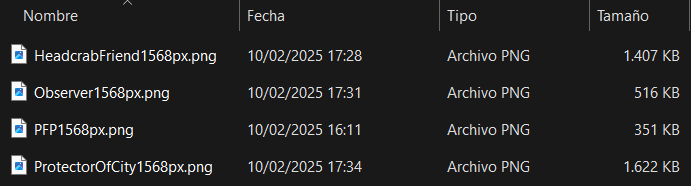 Nombre Fecha Tipo Tamaño
HeadcrabFriend1568px.png 10/02/2025 17:28 Archivo PNG 1.407 KB
Observer1568px.png 10/02/2025 17:31 Archivo PNG 516 KB
PFP1568px.png 10/02/2025 16:11 Archivo PNG 351 KB
ProtectorOfCity1568px.png 10/02/2025 17:34 Archivo PNG 1.622 KB